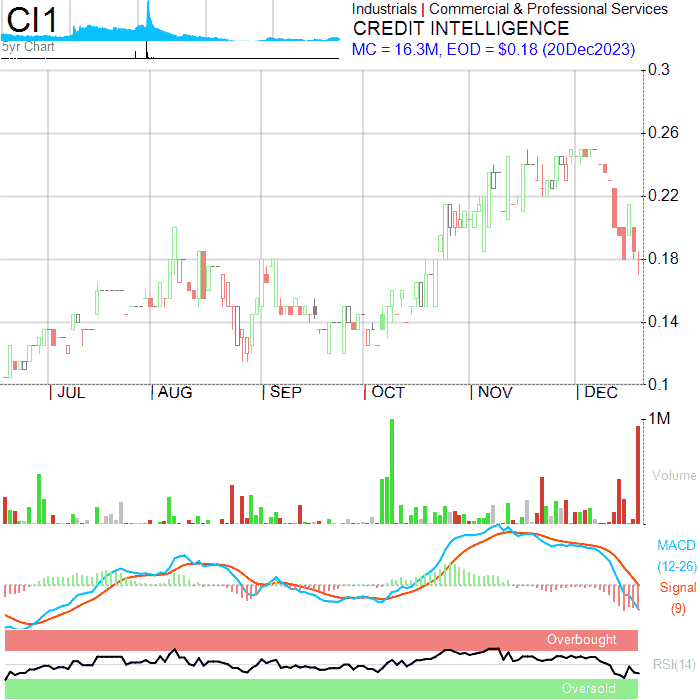 CI1
5yr Chart
Industrials | Commercial & Professional Services
CREDIT INTELLIGENCE
MC = 16.3M, EOD = $0.18 (20Dec2023)
0.3
0.26
0.22
0.18
0.14
0.1
JUL
AUG
SEP
OCT
NOV
DEC
1M
Volume
MACD
(12-26)
Signal
(9)
Overbought
RSI(14)
Oversold